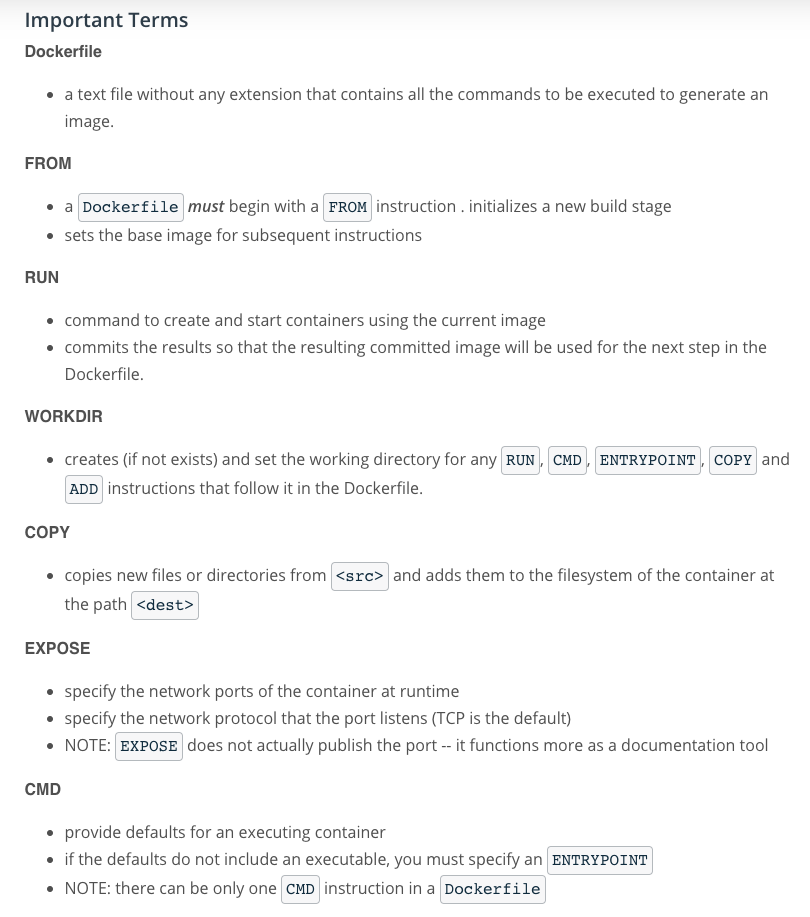 Important Terms
Dockerfile
a text file without any extension that contains all the commands to be executed to generate an
image.
FROM
a Dockerfile must begin with a FROM instruction . initializes a new build stage
sets the base image for subsequent instructions
RUN
command to create and start containers using the current image
commits the results so that the resulting committed image will be used for the next step in the
Dockerfile.
WORKDIR
creates (if not exists) and set the working directory for any RUN, CMD, ENTRYPOINT, COPY and
ADD instructions that follow it in the Dockerfile.
COPY
copies new files or directories from <src> and adds them to the filesystem of the container at
the path <dest>
EXPOSE
specify the network ports of the container at runtime
specify the network protocol that the port listens (TCP is the default)
NOTE: EXPOSE does not actually publish the port -- it functions more as a documentation tool
CMD
provide defaults for an executing container
if the defaults do not include an executable, you must specify an ENTRYPOINT
NOTE: there can be only one CMD instruction in a Dockerfile